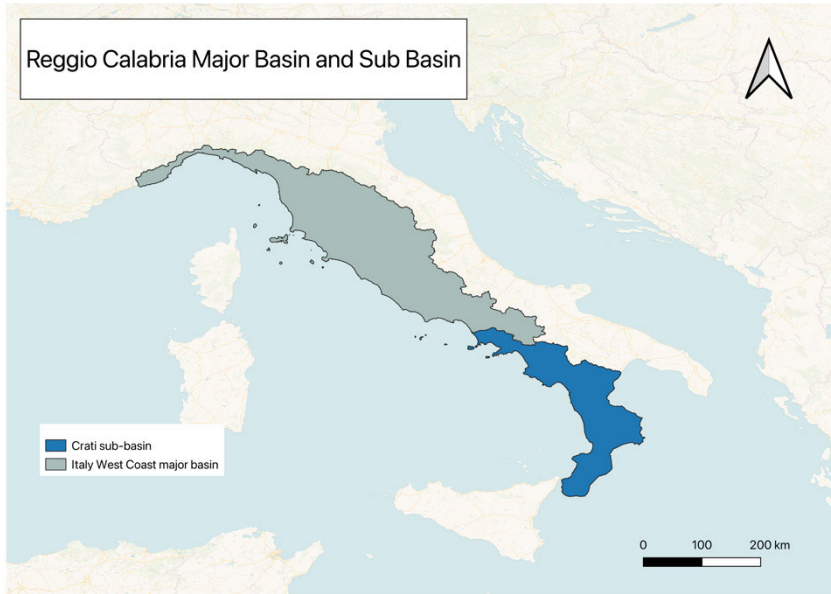 Reggio Calabria Major Basin and Sub Basin
Crati sub-basin
Italy West Coast major basin
0 100 200 km